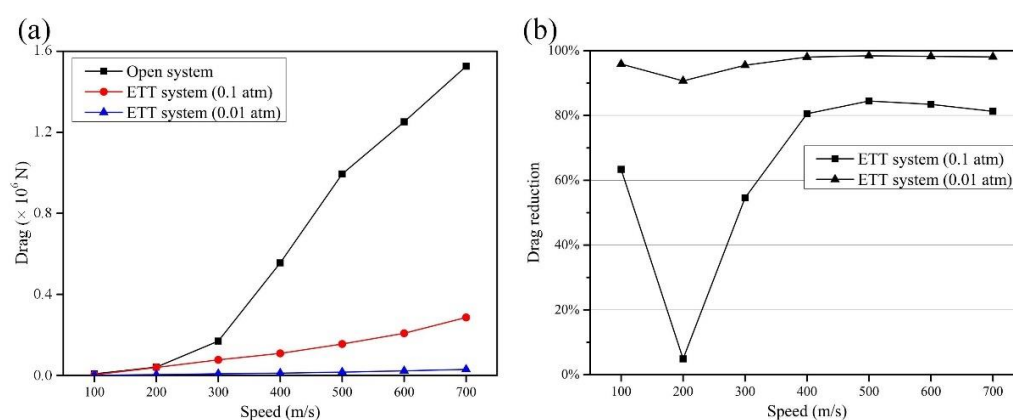 (a)
1.6
1.2
0.8
0.4
0.0
Drag (× 10⁶ N)
Open system
ETT system (0.1 atm)
ETT system (0.01 atm)
100 200 300 400 500 600 700
Speed (m/s)
(b)
100%
80%
60%
40%
20%
0%
Drag reduction
ETT system (0.1 atm)
ETT system (0.01 atm)
100 200 300 400 500 600 700
Speed (m/s)